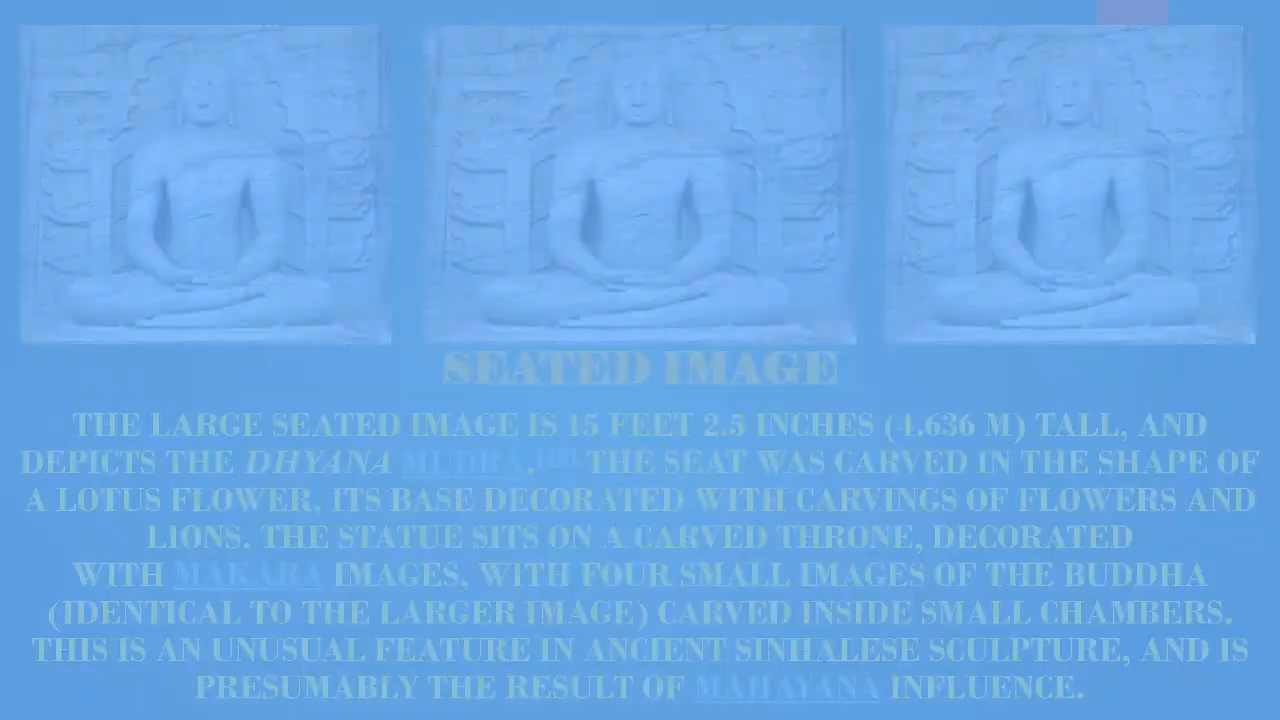 SEATED IMAGE
THE LARGE SEATED IMAGE IS 15 FEET 2.5 INCHES (4.636 M) TALL, AND
DEPICTS THE DHYANA MUDRA. THE SEAT WAS CARVED IN THE SHAPE OF
A LOTUS FLOWER, ITS BASE DECORATED WITH CARVINGS OF FLOWERS AND
LIONS. THE STATUE SITS ON A CARVED THRONE, DECORATED
WITH MAKARA IMAGES, WITH FOUR SMALL IMAGES OF THE BUDDHA
(IDENTICAL TO THE LARGER IMAGE) CARVED INSIDE SMALL CHAMBERS.
THIS IS AN UNUSUAL FEATURE IN ANCIENT SINHALESE SCULPTURE, AND IS
PRESUMABLY THE RESULT OF MAHAYANA INFLUENCE.